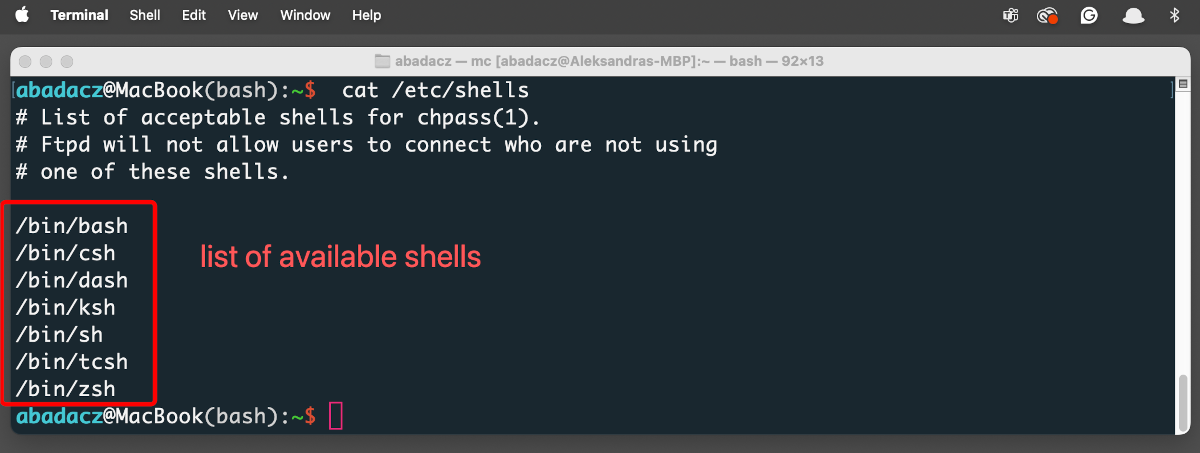 Terminal Shell Edit View Window Help
abadacz — mc [abadacz@Aleksandras-MBP]:~ — bash — 92×13
[abadacz@MacBook(bash):~$  cat /etc/shells ]
# List of acceptable shells for chpass(1).
# Ftpd will not allow users to connect who are not using
# one of these shells.
/bin/bash
/bin/csh
list of available shells
/bin/dash
/bin/ksh
/bin/sh
/bin/tcsh
/bin/zsh
abadacz@MacBook(bash):~$